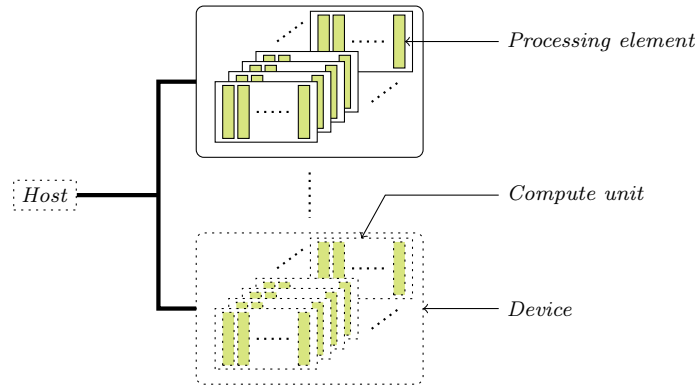 Processing element
Host
Compute unit
Device